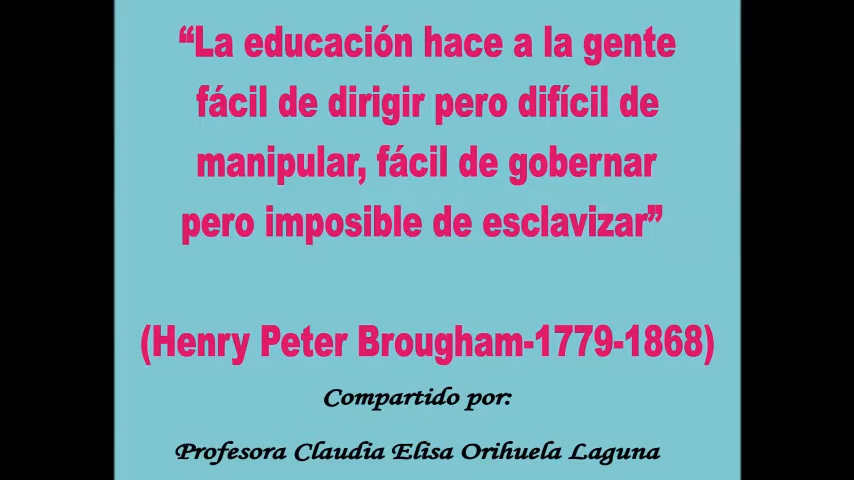 “La educación hace a la gente
fácil de dirigir pero difícil de
manipular, fácil de gobernar
pero imposible de esclavizar”
(Henry Peter Brougham-1779-1868)
Compartido por:
Profesora Claudia Elisa Orihuela Laguna